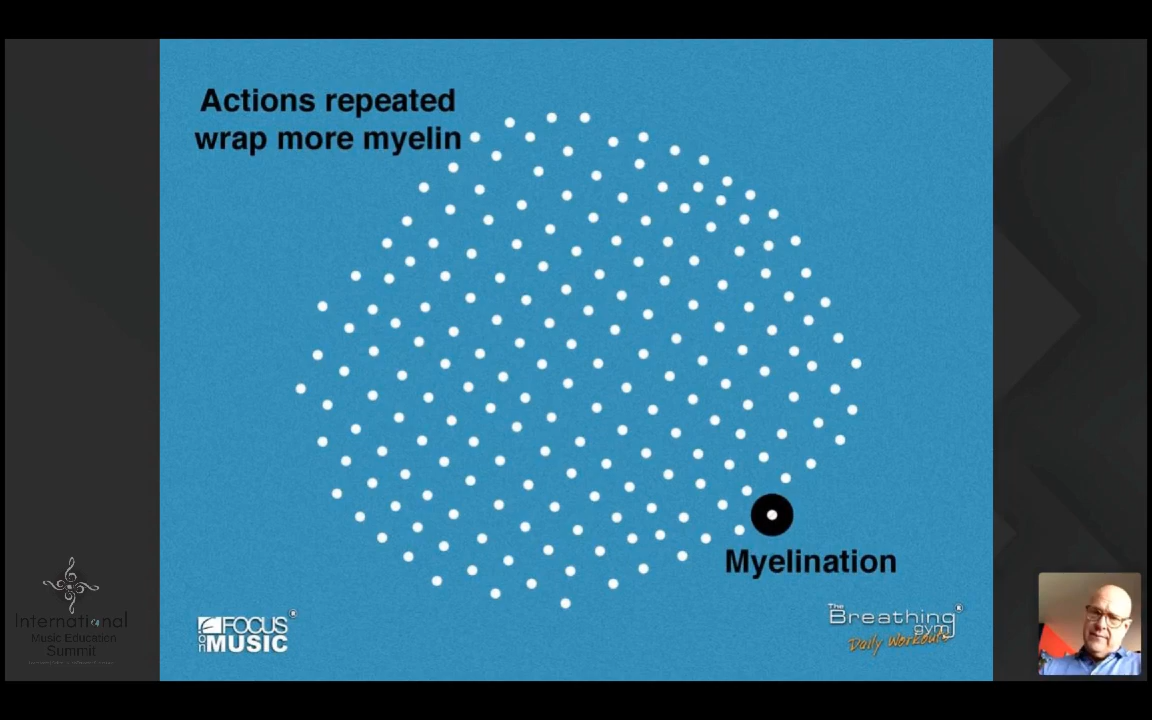 Actions repeated
wrap more myelin
Myelination
International
Music Education
Summit
FOCUS
on MUSIC
®
The
Breathing
gym
®
Daily Workouts